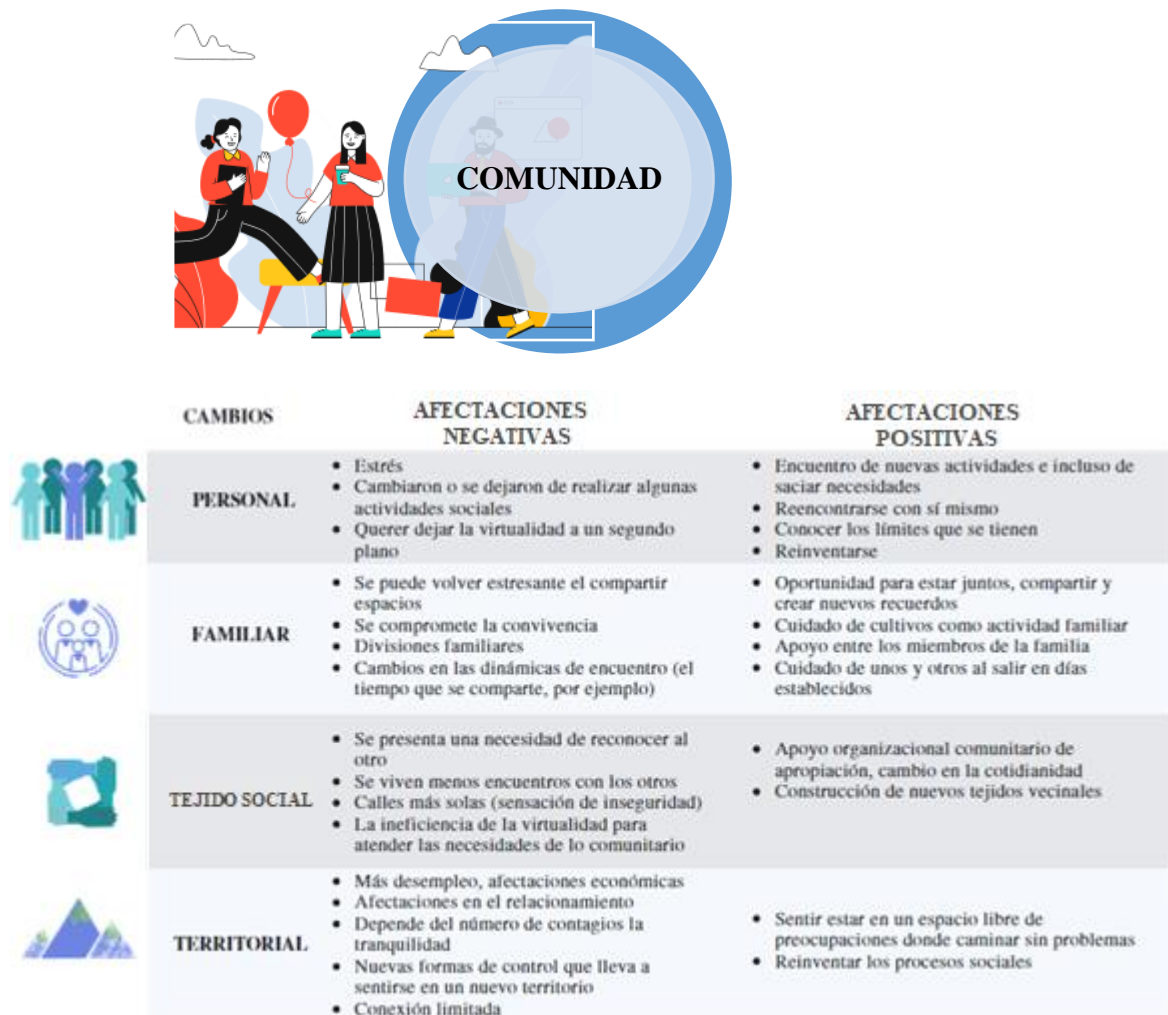 COMUNIDAD
CAMBIOS
AFECTACIONES
NEGATIVAS
AFECTACIONES
POSITIVAS
PERSONAL
• Estrés
• Cambiaron o se dejaron de realizar algunas
actividades sociales
• Querer dejar la virtualidad a un segundo
plano
• Encuentro de nuevas actividades e incluso de
saciar necesidades
• Reencontrarse con sí mismo
• Conocer los límites que se tienen
• Reinventarse
FAMILIAR
• Se puede volver estresante el compartir
espacios
• Se compromete la convivencia
• Divisiones familiares
• Cambios en las dinámicas de encuentro (el
tiempo que se comparte, por ejemplo)
• Oportunidad para estar juntos, compartir y
crear nuevos recuerdos
• Cuidado de cultivos como actividad familiar
• Apoyo entre los miembros de la familia
• Cuidado de unos y otros al salir en días
establecidos
TEJIDO SOCIAL
• Se presenta una necesidad de reconocer al
otro
• Se viven menos encuentros con los otros
• Calles más solas (sensación de inseguridad)
• La ineficiencia de la virtualidad para
atender las necesidades de lo comunitario
• Apoyo organizacional comunitario de
apropiación, cambio en la cotidianidad
• Construcción de nuevos tejidos vecinales
TERRITORIAL
• Más desempleo, afectaciones económicas
• Afectaciones en el relacionamiento
• Depende del número de contagios la
tranquilidad
• Nuevas formas de control que lleva a
sentirse en un nuevo territorio
• Conexión limitada
• Sentir estar en un espacio libre de
preocupaciones donde caminar sin problemas
• Reinventar los procesos sociales